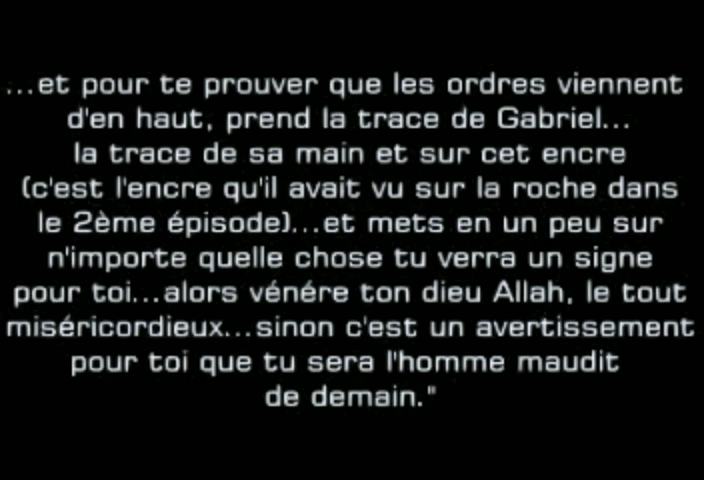 ...et pour te prouver que les ordres viennent
d'en haut, prend la trace de Gabriel...
la trace de sa main et sur cet encre
(c'est l'encre qu'il avait vu sur la roche dans
le 2ème épisode)...et mets en un peu sur
n'importe quelle chose tu verra un signe
pour toi...alors vénére ton dieu Allah, le tout
miséricordieux...sinon c'est un avertissement
pour toi que tu sera l'homme maudit
de demain."